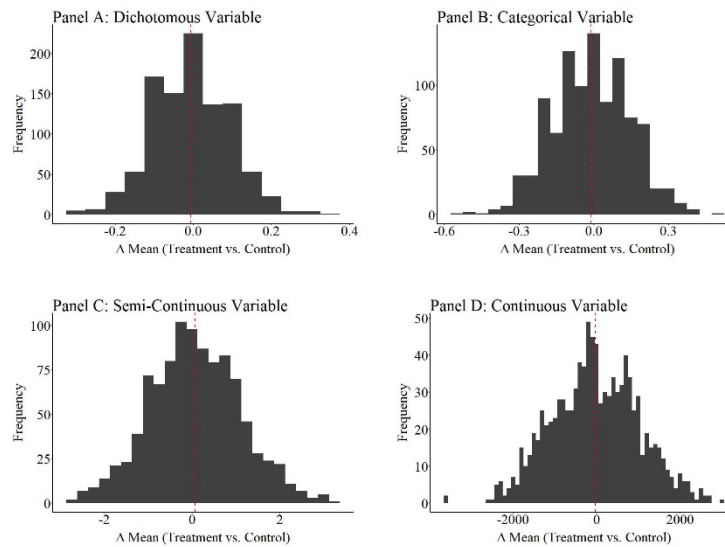 Panel A: Dichotomous Variable
200
150
100
50
0
Frequency
-0.2
0.0
0.2
0.4
Δ Mean (Treatment vs. Control)
Panel B: Categorical Variable
100
50
0
Frequency
-0.6
-0.3
0.0
0.3
Δ Mean (Treatment vs. Control)
Panel C: Semi-Continuous Variable
100
75
50
25
0
Frequency
-2
0
2
Δ Mean (Treatment vs. Control)
Panel D: Continuous Variable
50
40
30
20
10
0
Frequency
-2000
0
2000
Δ Mean (Treatment vs. Control)